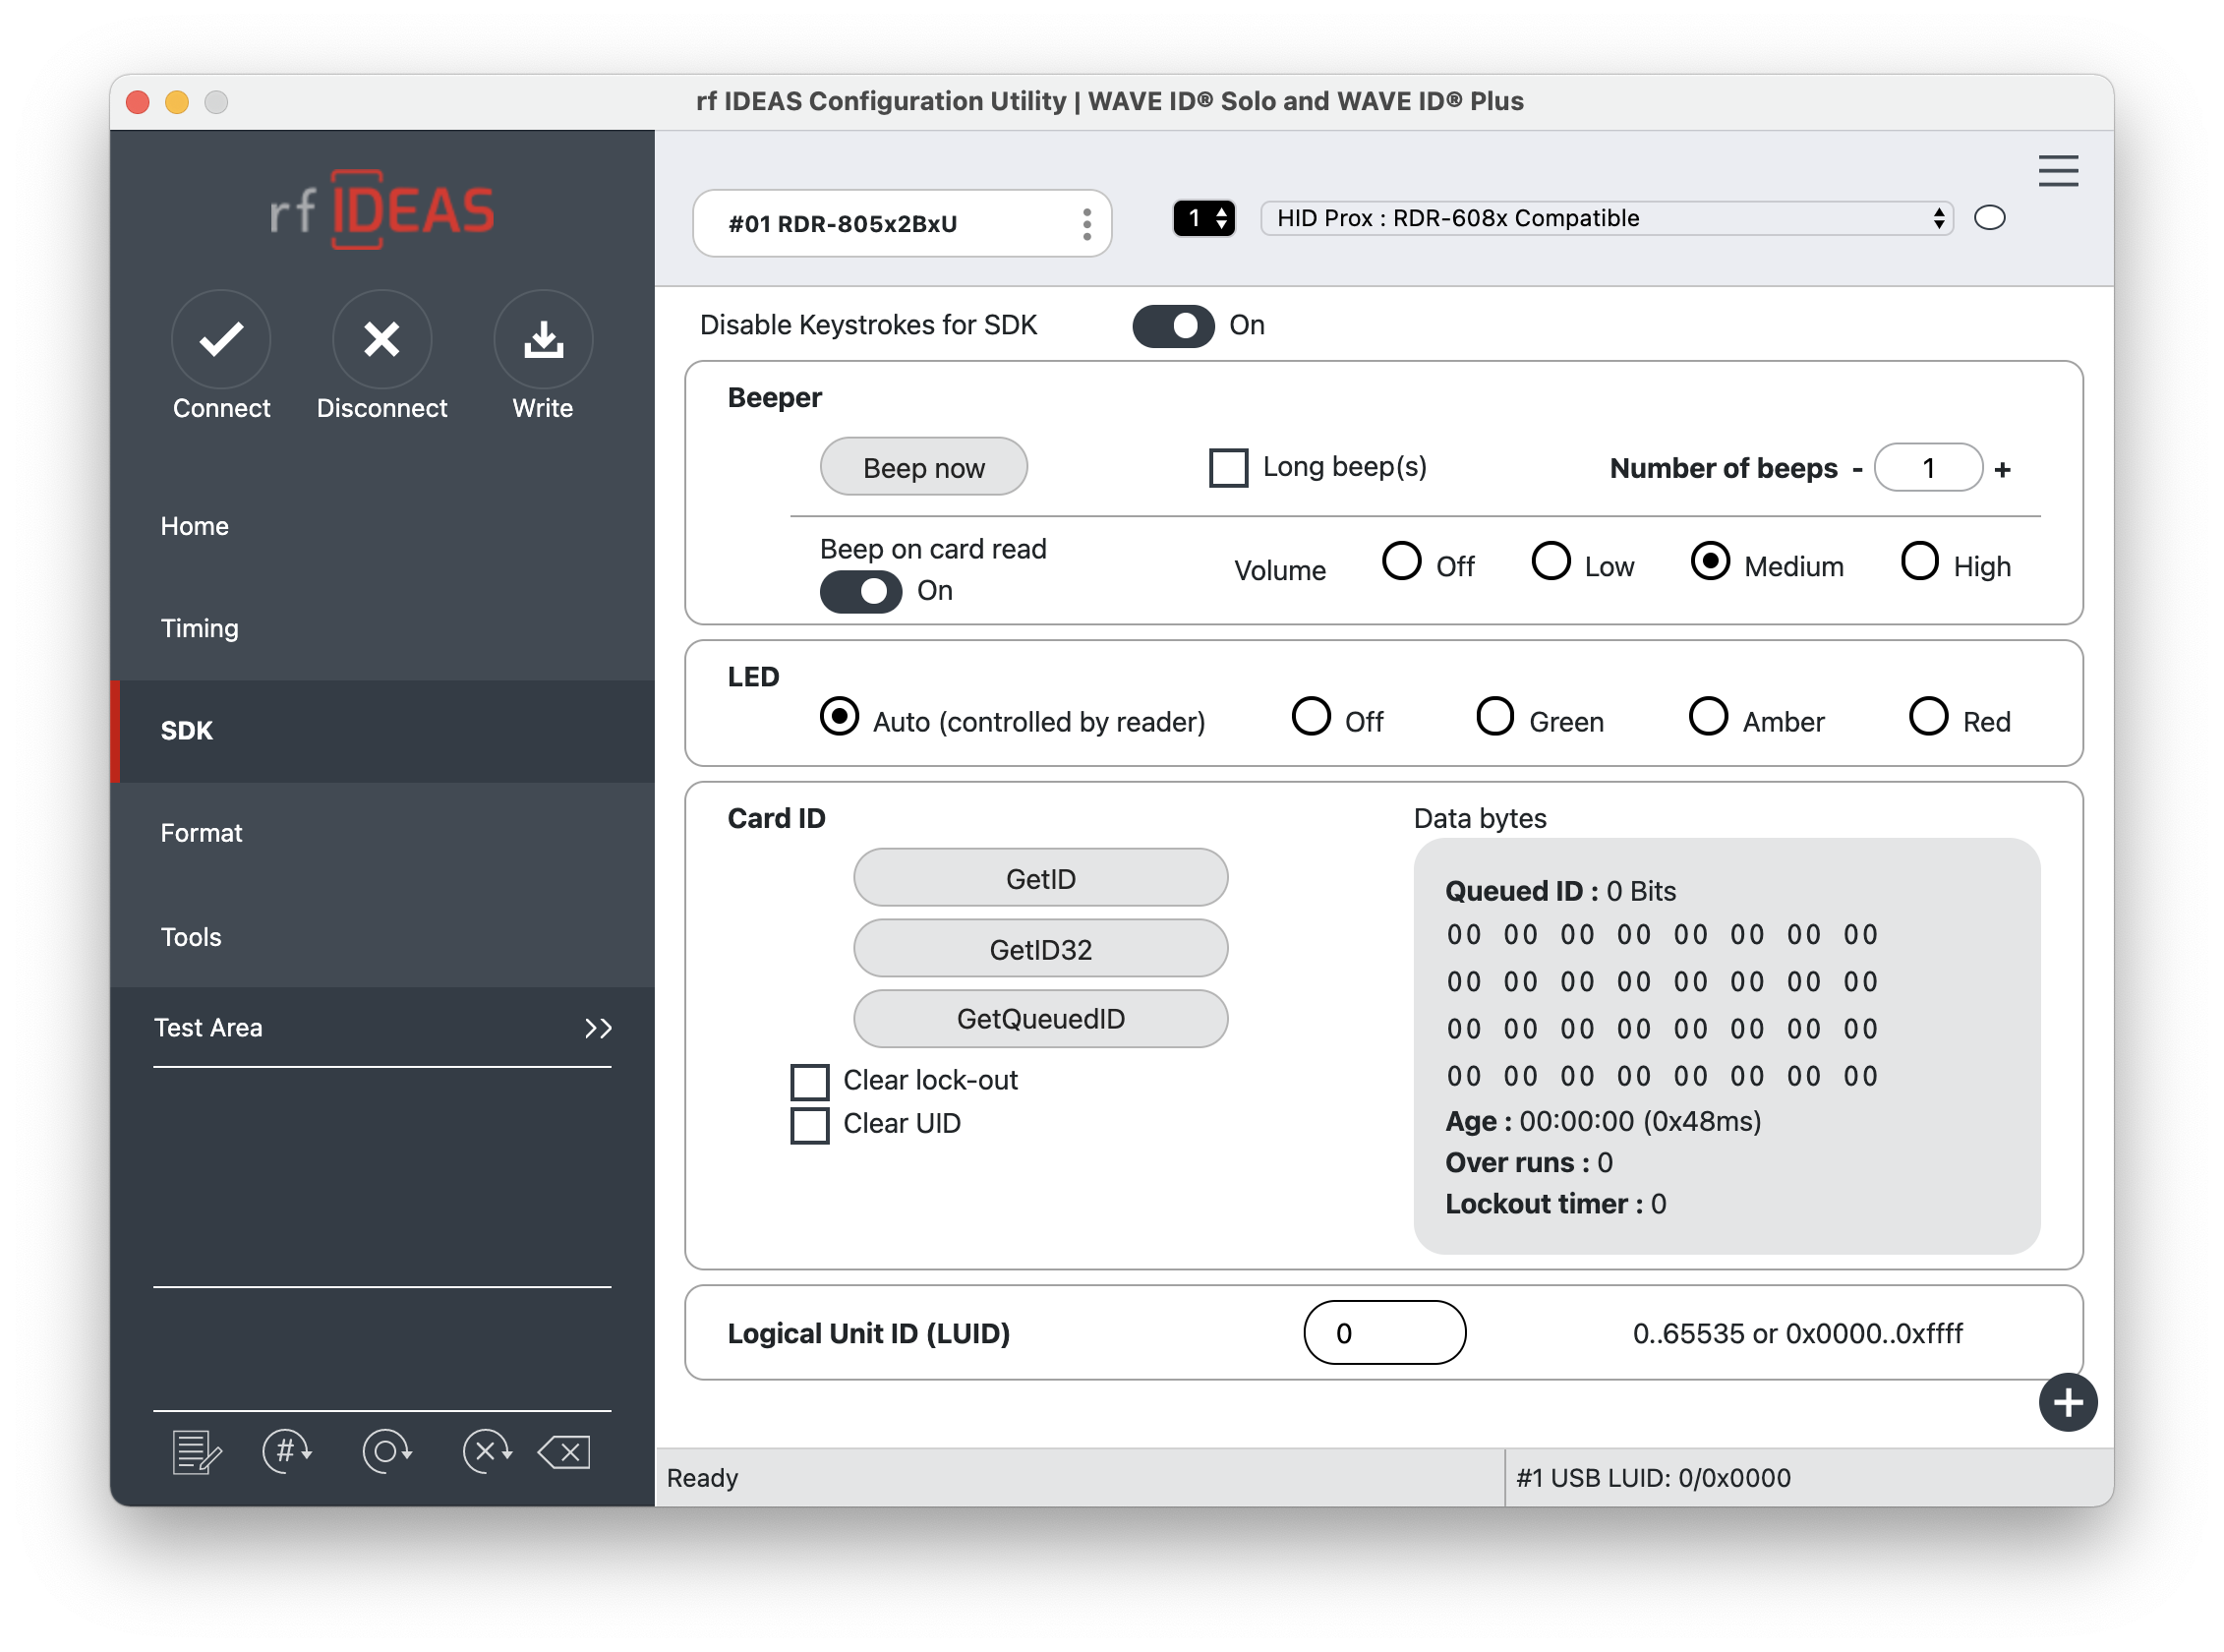 rf IDEAS Configuration Utility | WAVE ID® Solo and WAVE ID® Plus
rf IDEAS
Connect
Disconnect
Write
Home
Timing
SDK
Format
Tools
Test Area
#01 RDR-805x2BxU
1
HID Prox : RDR-608x Compatible
Disable Keystrokes for SDK
On
Beeper
Beep now
Long beep(s)
Number of beeps - 1 +
Beep on card read
On
Volume
Off
Low
Medium
High
LED
Auto (controlled by reader)
Off
Green
Amber
Red
Card ID
GetID
GetID32
GetQueuedID
Clear lock-out
Clear UID
Data bytes
Queued ID : 0 Bits
00 00 00 00 00 00 00 00
00 00 00 00 00 00 00 00
00 00 00 00 00 00 00 00
00 00 00 00 00 00 00 00
Age : 00:00:00 (0x48ms)
Over runs : 0
Lockout timer : 0
Logical Unit ID (LUID)
0
0..65535 or 0x0000..0xffff
Ready
#1 USB LUID: 0/0x0000